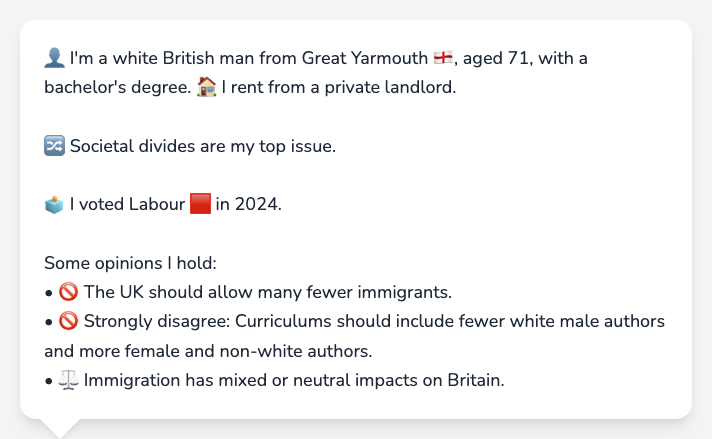 👤 I'm a white British man from Great Yarmouth 🏴󠁧󠁢󠁥󠁮󠁧󠁿, aged 71, with a
bachelor's degree. 🏠 I rent from a private landlord.
🔀 Societal divides are my top issue.
🗳️ I voted Labour 🟥 in 2024.
Some opinions I hold:
• 🚫 The UK should allow many fewer immigrants.
• 🚫 Strongly disagree: Curriculums should include fewer white male authors
and more female and non-white authors.
• ⚖️ Immigration has mixed or neutral impacts on Britain.